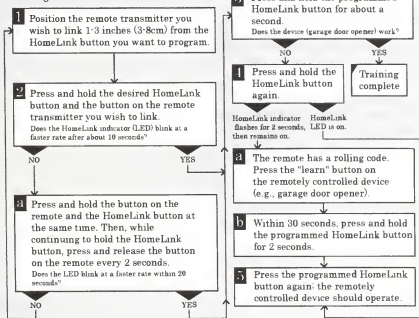 1
Position the remote transmitter you
wish to link 1-3 inches (3-8cm) from the
HomeLink button you want to program.
2
Press and hold the desired HomeLink
button and the button on the remote
transmitter you wish to link.
Does the HomeLink indicator (LED) blink at a
faster rate after about 10 seconds?
NO
YES
a
Press and hold the button on the
remote and the HomeLink button at
the same time. Then, while
continuing to hold the HomeLink
button, press and release the button
on the remote every 2 seconds.
Does the LED blink at a faster rate within 20
seconds?
NO
YES
HomeLink button for about a
second.
Does the device (garage door opener) work?
NO
YES
4
Press and hold the
HomeLink button
again.
Training
complete
HomeLink indicator
flashes for 2 seconds,
then remains on.
HomeLink
LED is on.
a
The remote has a rolling code.
Press the "learn" button on
the remotely controlled device
(e.g., garage door opener).
b
Within 30 seconds, press and hold
the programmed HomeLink button
for 2 seconds.
5
Press the programmed HomeLink
button again; the remotely
controlled device should operate.